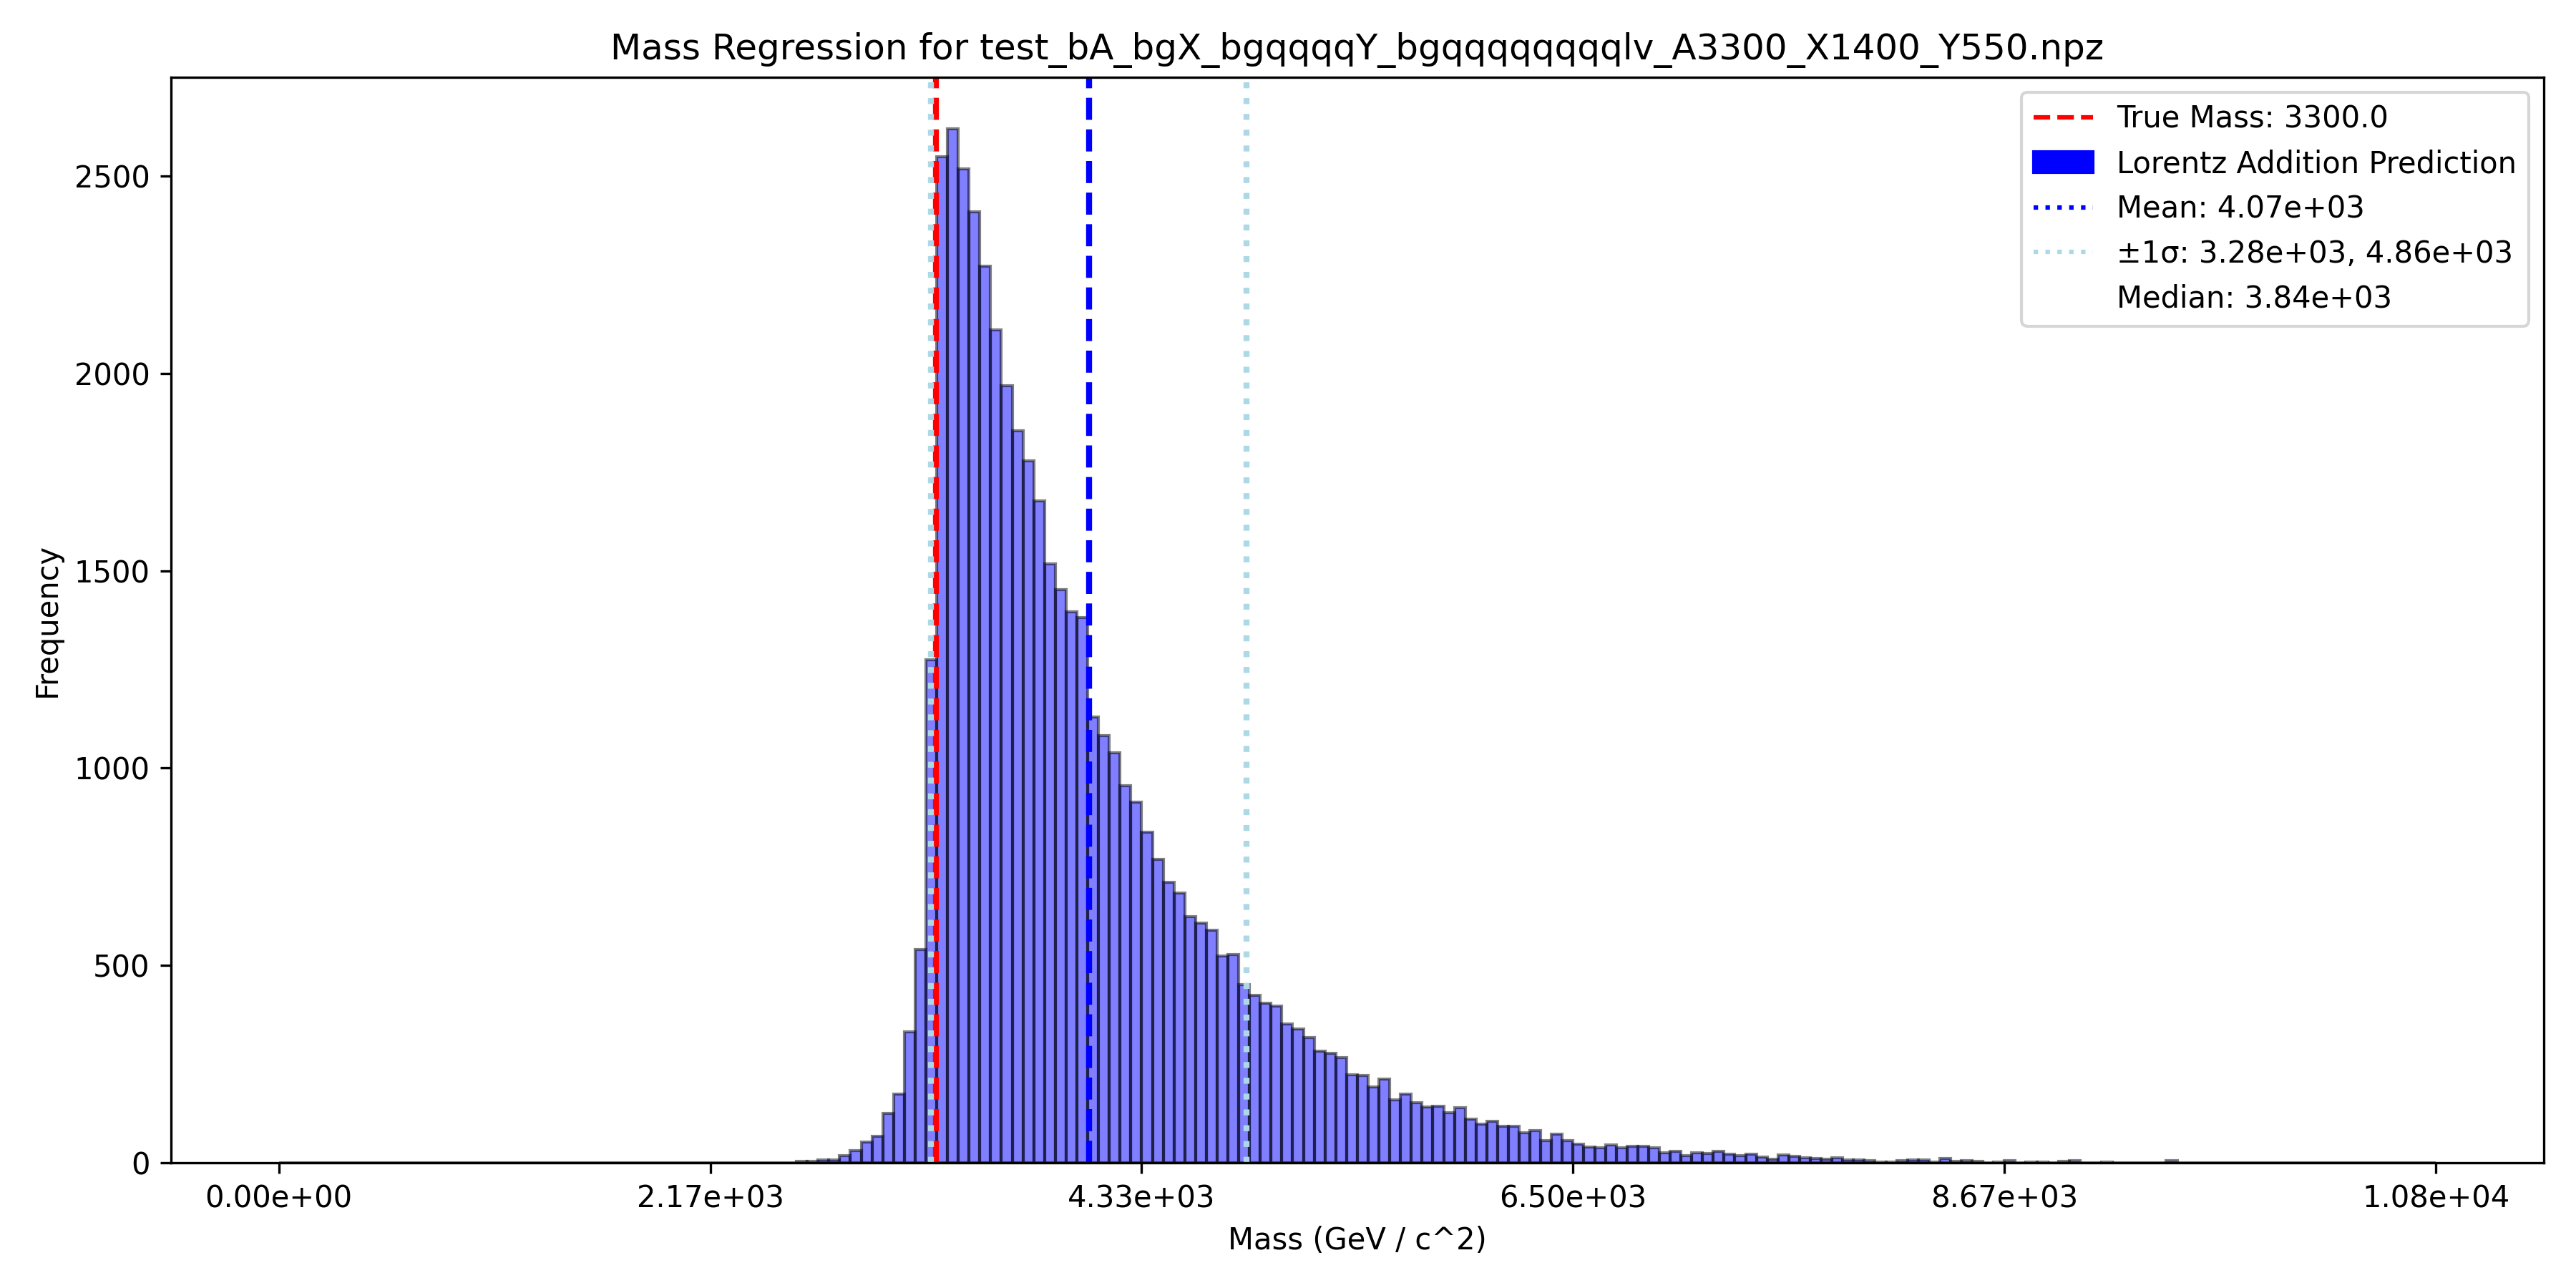 Mass Regression for test_bA_bgX_bgqqqqY_bgqqqqqqqqlv_A3300_X1400_Y550.npz
True Mass: 3300.0
Lorentz Addition Prediction
Mean: 4.07e+03
±1σ: 3.28e+03, 4.86e+03
Median: 3.84e+03
Frequency
2500
2000
1500
1000
500
0
0.00e+00
2.17e+03
4.33e+03
6.50e+03
8.67e+03
1.08e+04
Mass (GeV / c^2)